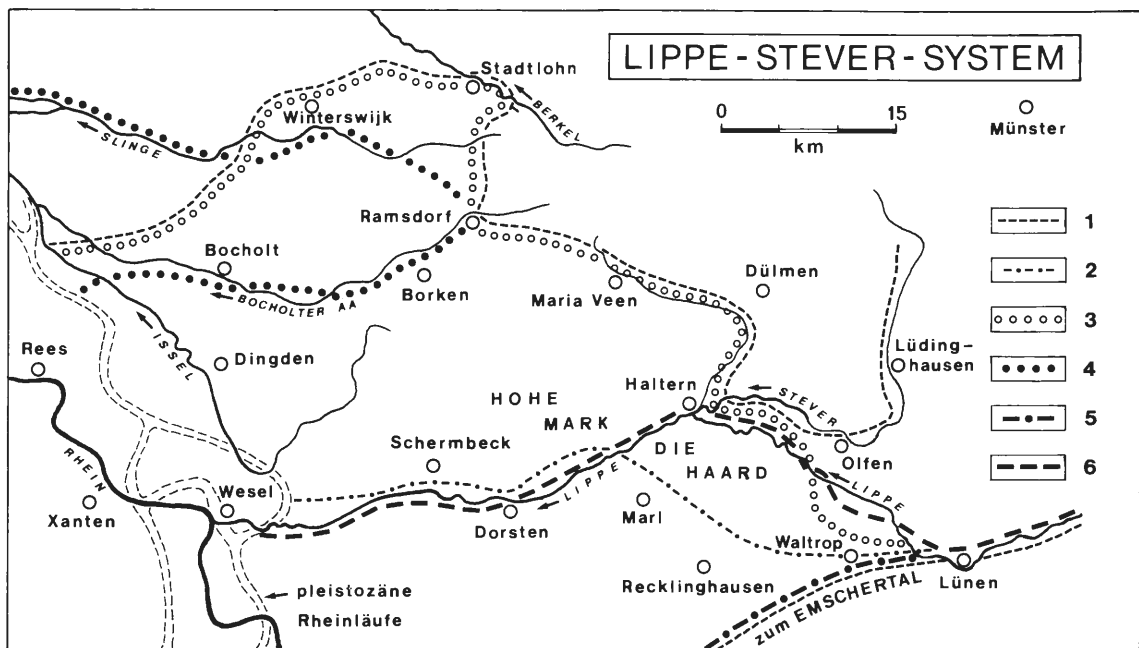 LIPPE-STEVER-SYSTEM
Stadtlohn
BERKEL
0 15
km
Münster
Winterswijk
SLINGE
Ramsdorf
Bocholt
Borken
BOCHOLTER AA
Maria Veen
Dülmen
1
2
3
4
5
6
Rees
ISSEL
Dingden
Lüding-
hausen
Haltern
STEVER
HOHE
MARK
DIE
HAARD
Schermbeck
Olfen
RHEIN
Wesel
LIPPE
LIPPE
Xanten
Dorsten
Marl
Waltrop
Recklinghausen
Lünen
zum EMSCHERTAL
pleistozäne
Rheinläufe